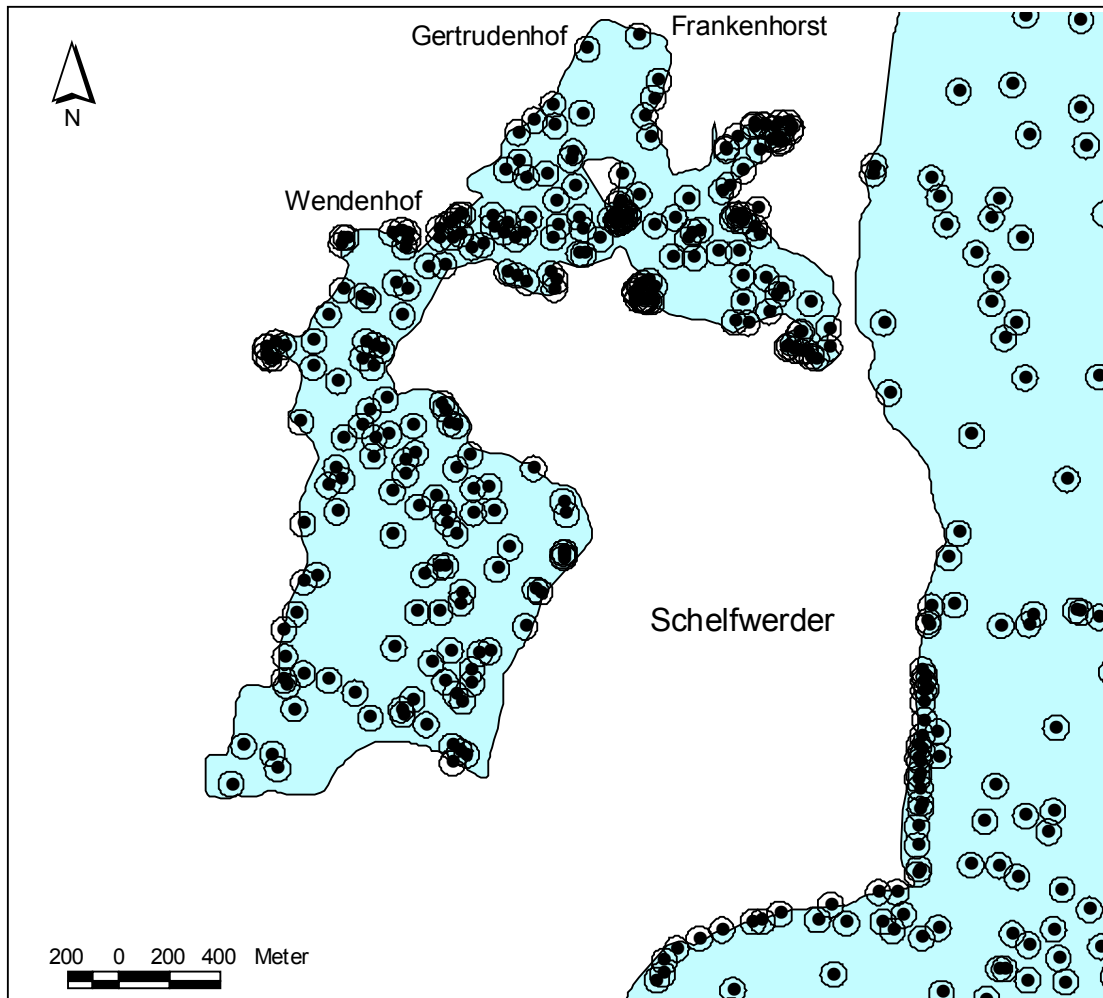 Frankenhorst
Gertrudenhof
N
Wendenhof
Schelfwerder
200 0 200 400 Meter